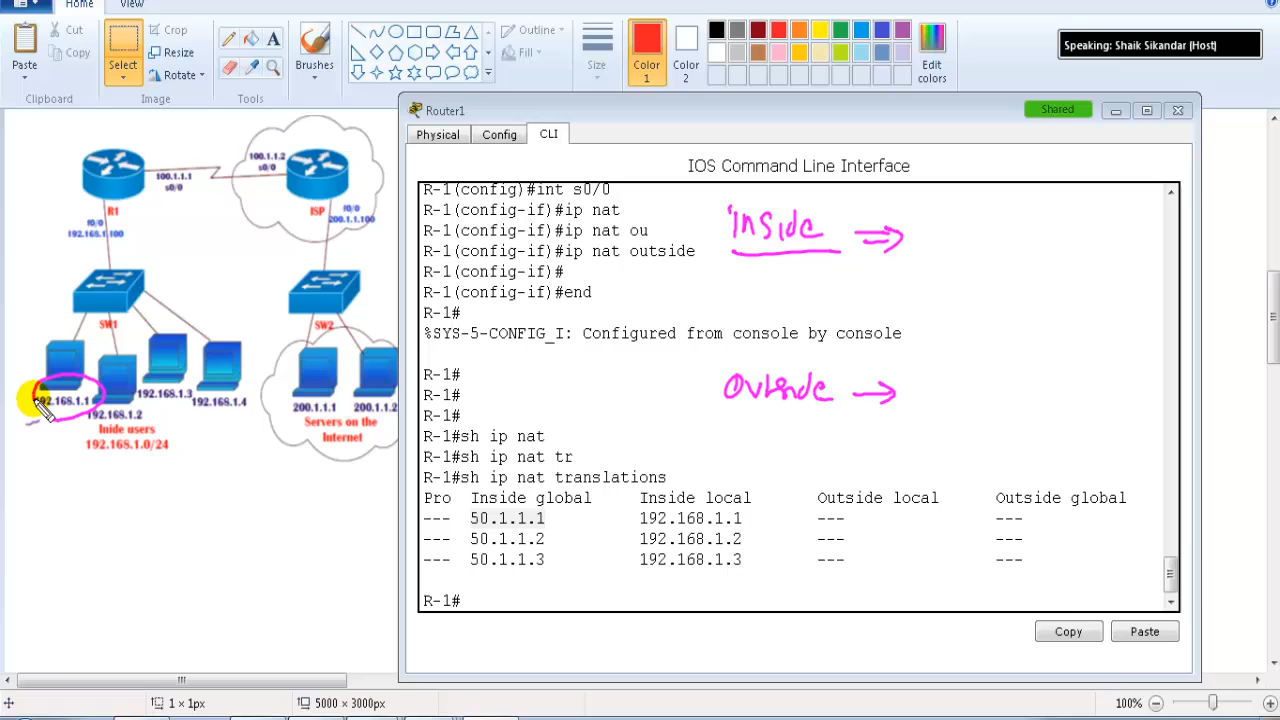 Home
View
Paste
Cut
Copy
Clipboard
Select
Crop
Resize
Rotate
Image
A
Tools
Brushes
Outline
Fill
Shapes
Size
Color
1
Color
2
Edit
colors
Colors
Speaking: Shaik Sikandar (Host)
100.1.1.2
s0/0
100.1.1.1
s0/0
R1
ISP
f0/0
192.168.1.100
f0/0
200.1.1.100
SW1
SW2
192.168.1.1
192.168.1.2
192.168.1.3
192.168.1.4
Inide users
192.168.1.0/24
200.1.1.1
200.1.1.2
Servers on the
Internet
Router1
Shared
Physical
Config
CLI
IOS Command Line Interface
R-1(config)#int s0/0
R-1(config-if)#ip nat
R-1(config-if)#ip nat ou
R-1(config-if)#ip nat outside
R-1(config-if)#
R-1(config-if)#end
R-1#
%SYS-5-CONFIG_I: Configured from console by console
R-1#
R-1#
R-1#
R-1#sh ip nat
R-1#sh ip nat tr
R-1#sh ip nat translations
Pro Inside global Inside local Outside local Outside global
--- 50.1.1.1 192.168.1.1 --- ---
--- 50.1.1.2 192.168.1.2 --- ---
--- 50.1.1.3 192.168.1.3 --- ---
R-1#
Inside
Outside
Copy
Paste
1 × 1px
5000 × 3000px
100%